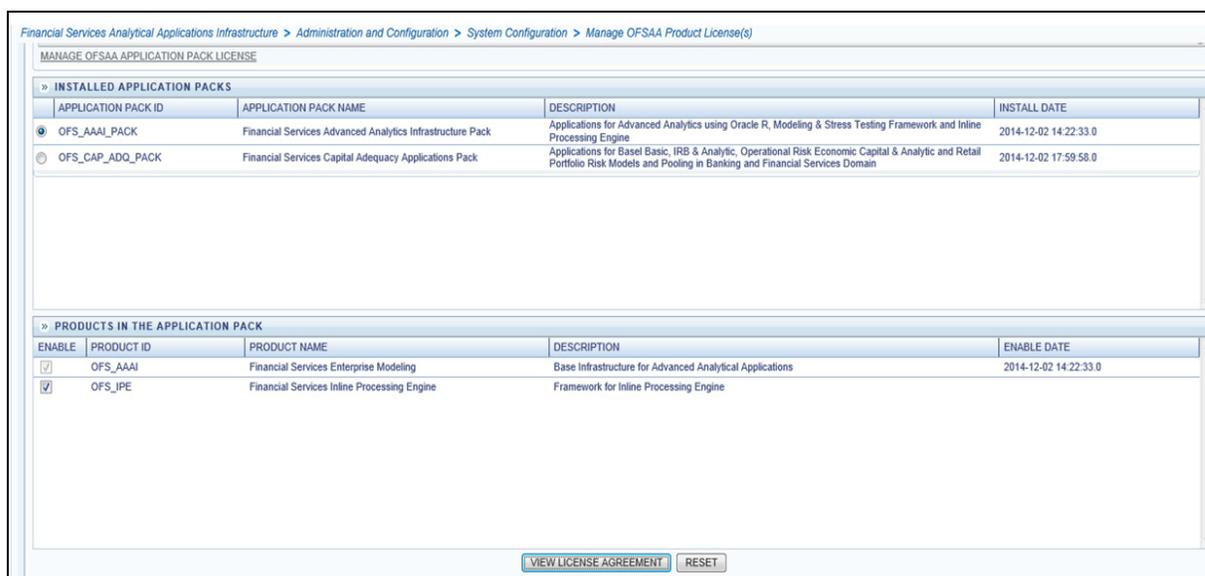 Financial Services Analytical Applications Infrastructure > Administration and Configuration > System Configuration > Manage OFSAA Product License(s)
MANAGE OFSAA APPLICATION PACK LICENSE
» INSTALLED APPLICATION PACKS
APPLICATION PACK ID APPLICATION PACK NAME DESCRIPTION INSTALL DATE
OFS_AAAI_PACK Financial Services Advanced Analytics Infrastructure Pack Applications for Advanced Analytics using Oracle R, Modeling & Stress Testing Framework and Inline Processing Engine 2014-12-02 14:22:33.0
OFS_CAP_ADQ_PACK Financial Services Capital Adequacy Applications Pack Applications for Basel Basic, IRB & Analytic, Operational Risk Economic Capital & Analytic and Retail Portfolio Risk Models and Pooling in Banking and Financial Services Domain 2014-12-02 17:59:58.0
» PRODUCTS IN THE APPLICATION PACK
ENABLE PRODUCT ID PRODUCT NAME DESCRIPTION ENABLE DATE
OFS_AAAI Financial Services Enterprise Modeling Base Infrastructure for Advanced Analytical Applications 2014-12-02 14:22:33.0
OFS_IPE Financial Services Inline Processing Engine Framework for Inline Processing Engine
VIEW LICENSE AGREEMENT RESET